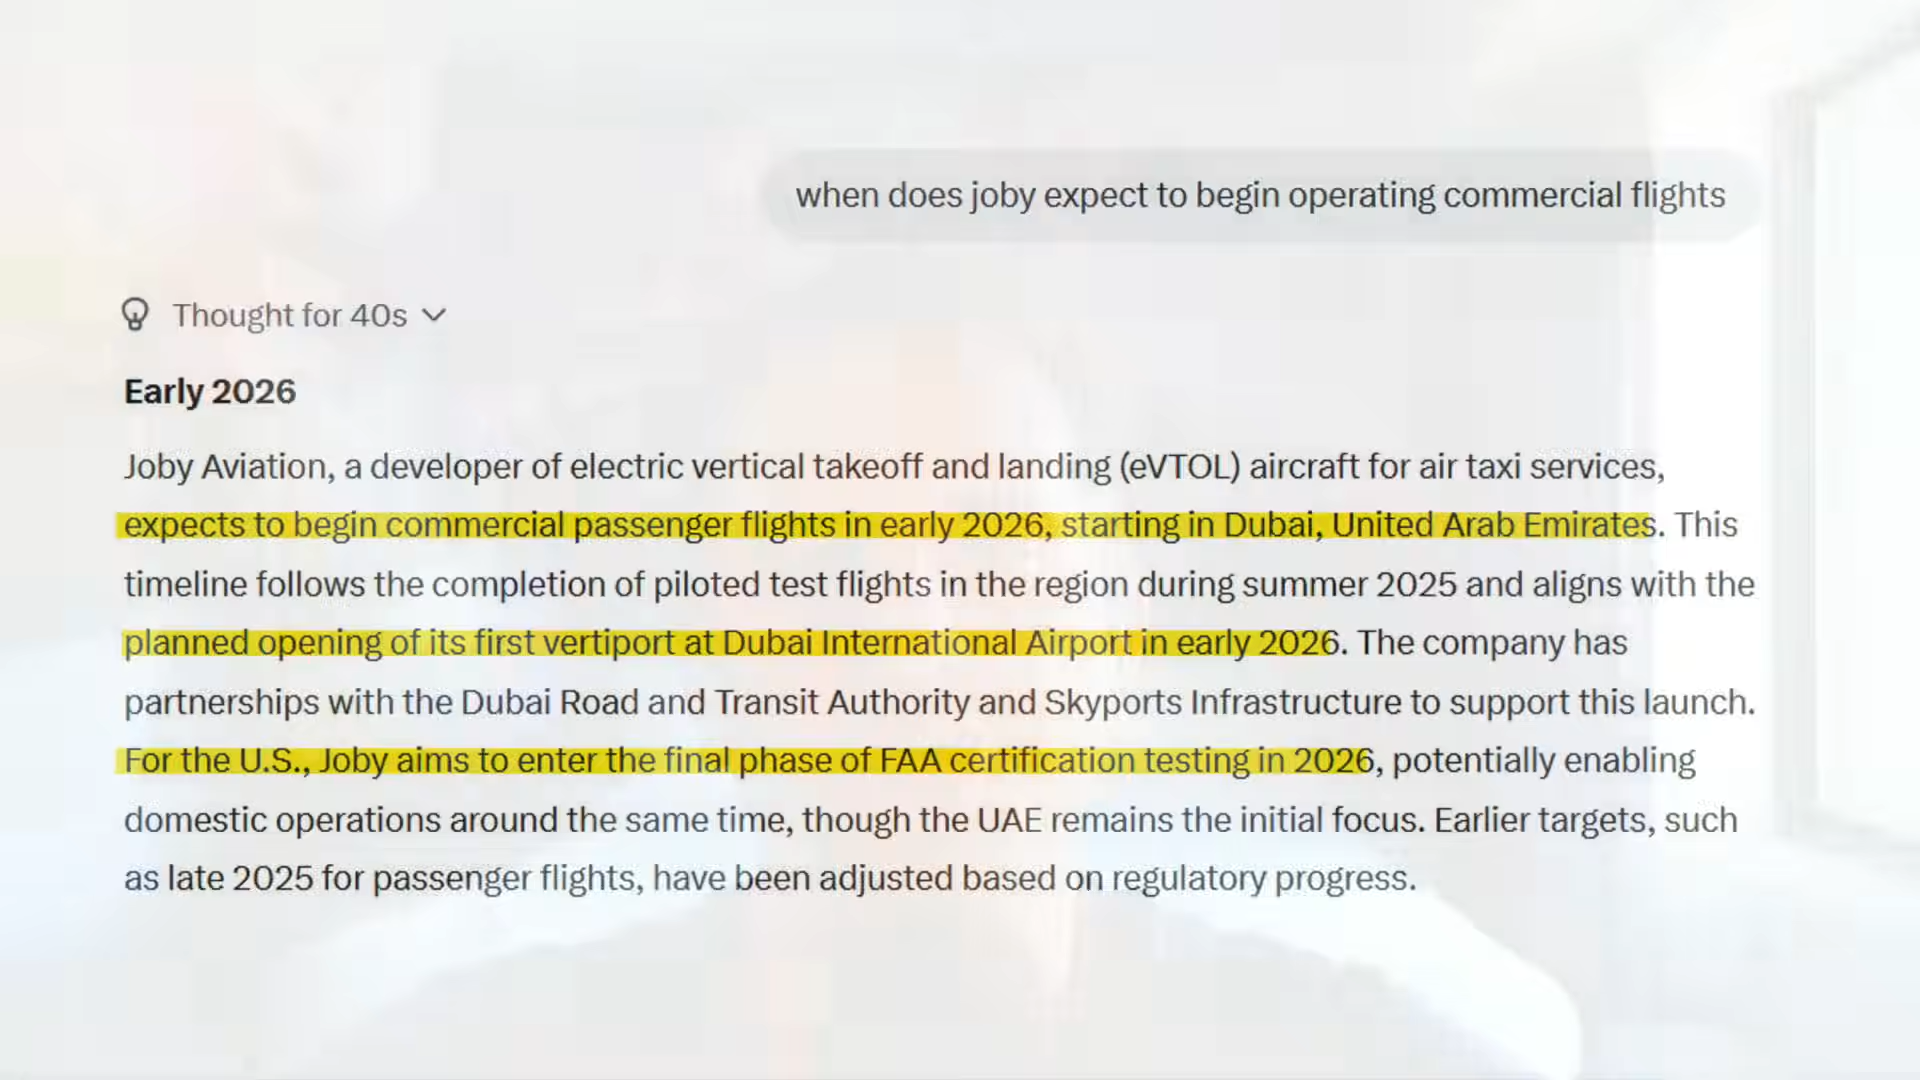 when does joby expect to begin operating commercial flights
Thought for 40s
Early 2026
Joby Aviation, a developer of electric vertical takeoff and landing (eVTOL) aircraft for air taxi services,
expects to begin commercial passenger flights in early 2026, starting in Dubai, United Arab Emirates. This
timeline follows the completion of piloted test flights in the region during summer 2025 and aligns with the
planned opening of its first vertiport at Dubai International Airport in early 2026. The company has
partnerships with the Dubai Road and Transit Authority and Skyports Infrastructure to support this launch.
For the U.S., Joby aims to enter the final phase of FAA certification testing in 2026, potentially enabling
domestic operations around the same time, though the UAE remains the initial focus. Earlier targets, such
as late 2025 for passenger flights, have been adjusted based on regulatory progress.